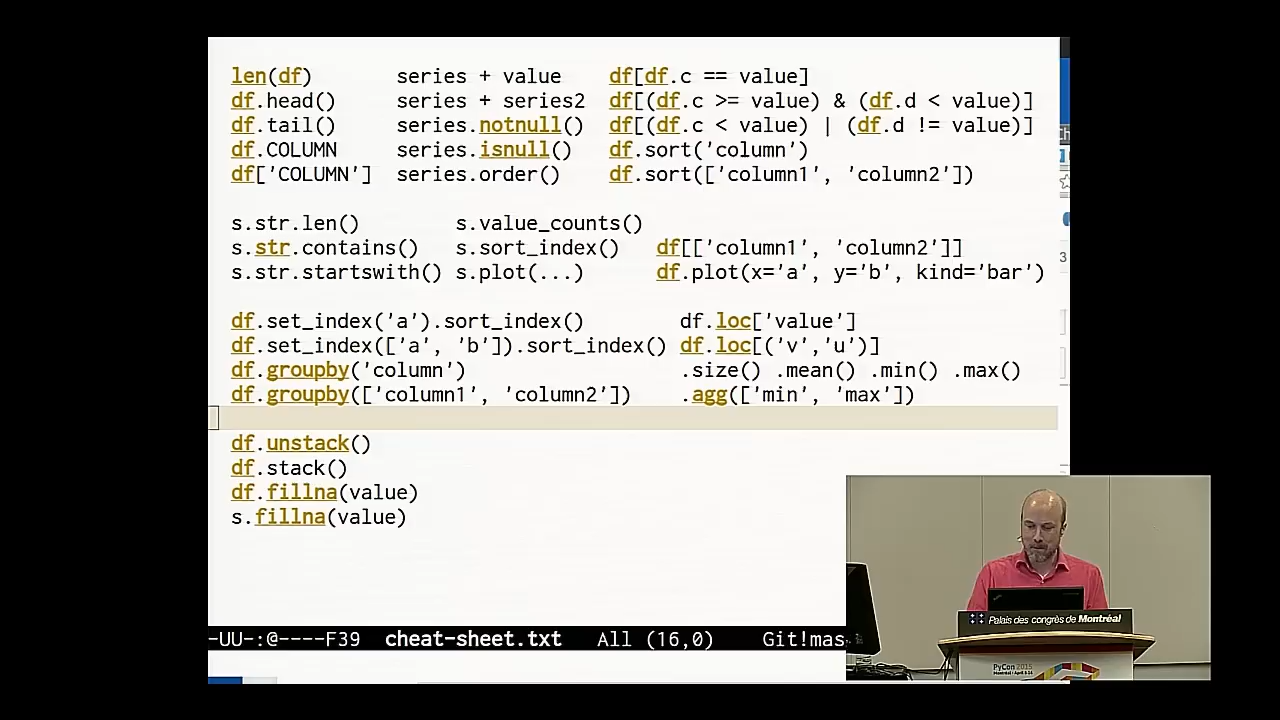 len(df) series + value df[df.c == value]
df.head() series + series2 df[(df.c >= value) & (df.d < value)]
df.tail() series.notnull() df[(df.c < value) | (df.d != value)]
df.COLUMN series.isnull() df.sort('column')
df['COLUMN'] series.order() df.sort(['column1', 'column2'])
s.str.len() s.value_counts()
s.str.contains() s.sort_index() df[['column1', 'column2']]
s.str.startswith() s.plot(...) df.plot(x='a', y='b', kind='bar')
df.set_index('a').sort_index() df.loc['value']
df.set_index(['a', 'b']).sort_index() df.loc[('v','u')]
df.groupby('column') .size() .mean() .min() .max()
df.groupby(['column1', 'column2']) .agg(['min', 'max'])
df.unstack()
df.stack()
df.fillna(value)
s.fillna(value)
-UU-:@----F39 cheat-sheet.txt All (16,0) Git!mas
Palais des congrès de Montréal
PyCon 2015